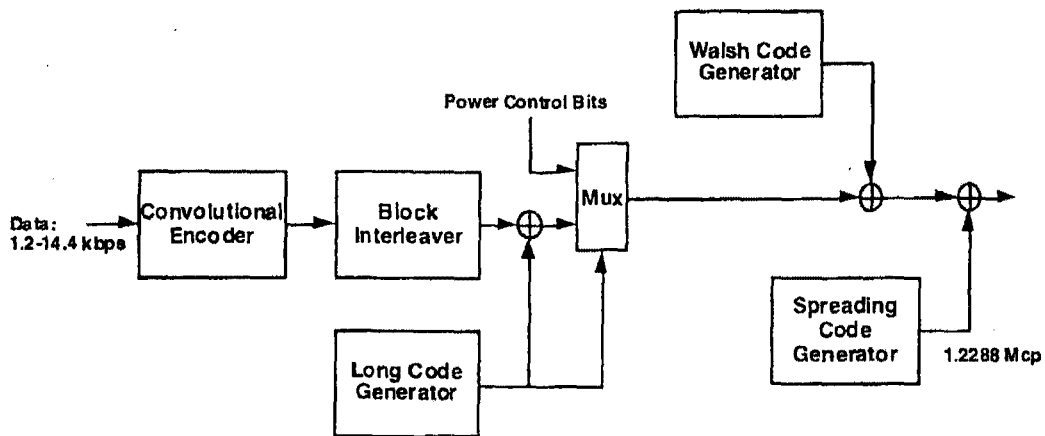 Walsh Code
Generator
Power Control Bits
Mux
Data:
1.2-14.4 kbps
Convolutional
Encoder
Block
Interleaver
Spreading
Code
Generator
1.2288 Mcp
Long Code
Generator